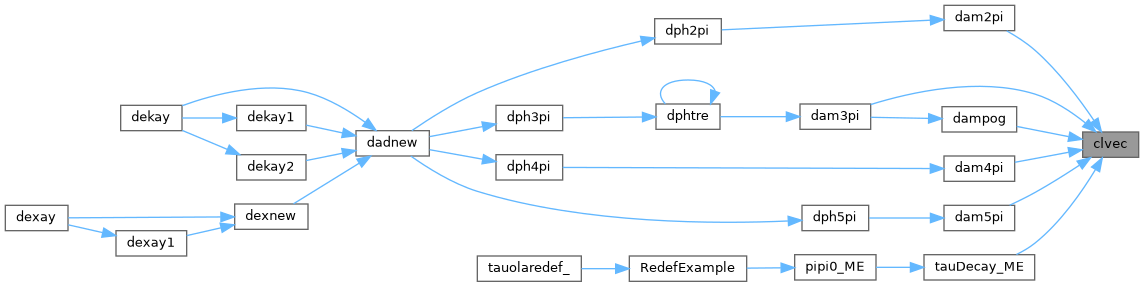 dam2pi
dph2pi
dekay
dekay1
dph3pi
dphtre
dam3pi
dampog
dadnew
clvec
dekay2
dph4pi
dam4pi
dexay
dexnew
dph5pi
dam5pi
dexay1
tauolaredef_
RedefExample
pipi0_ME
tauDecay_ME